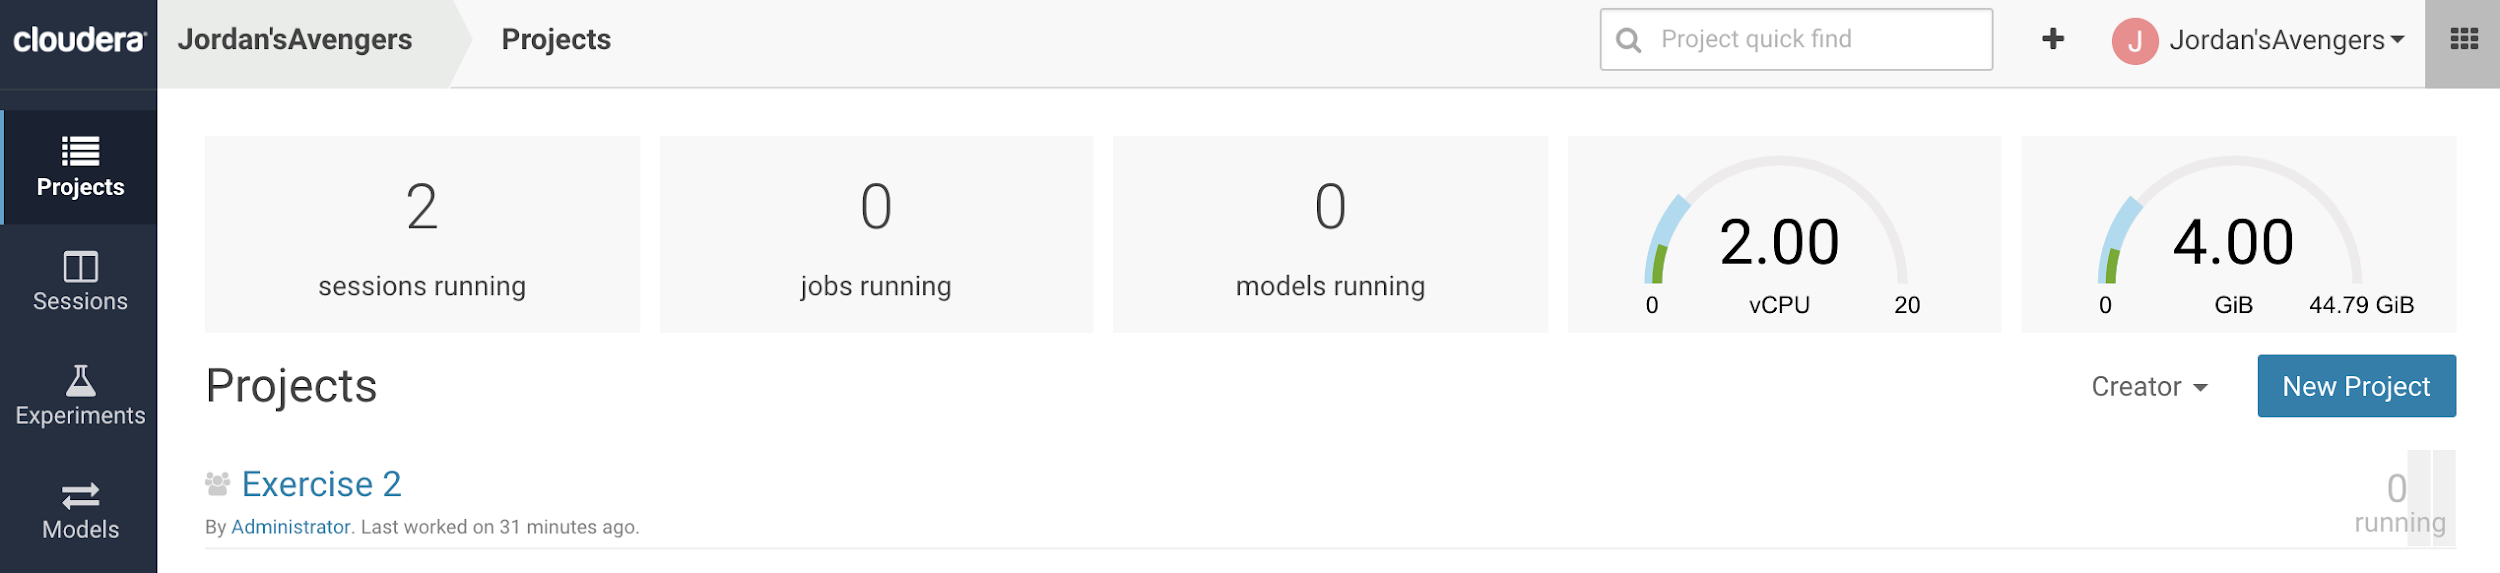 cloudera
Jordan'sAvengers
Projects
Project quick find
J
Jordan'sAvengers
Projects
Sessions
Experiments
Models
2
sessions running
0
jobs running
0
models running
2.00
0 vCPU 20
4.00
0 GiB 44.79 GiB
Projects
Creator
New Project
Exercise 2
By Administrator. Last worked on 31 minutes ago.
0
running